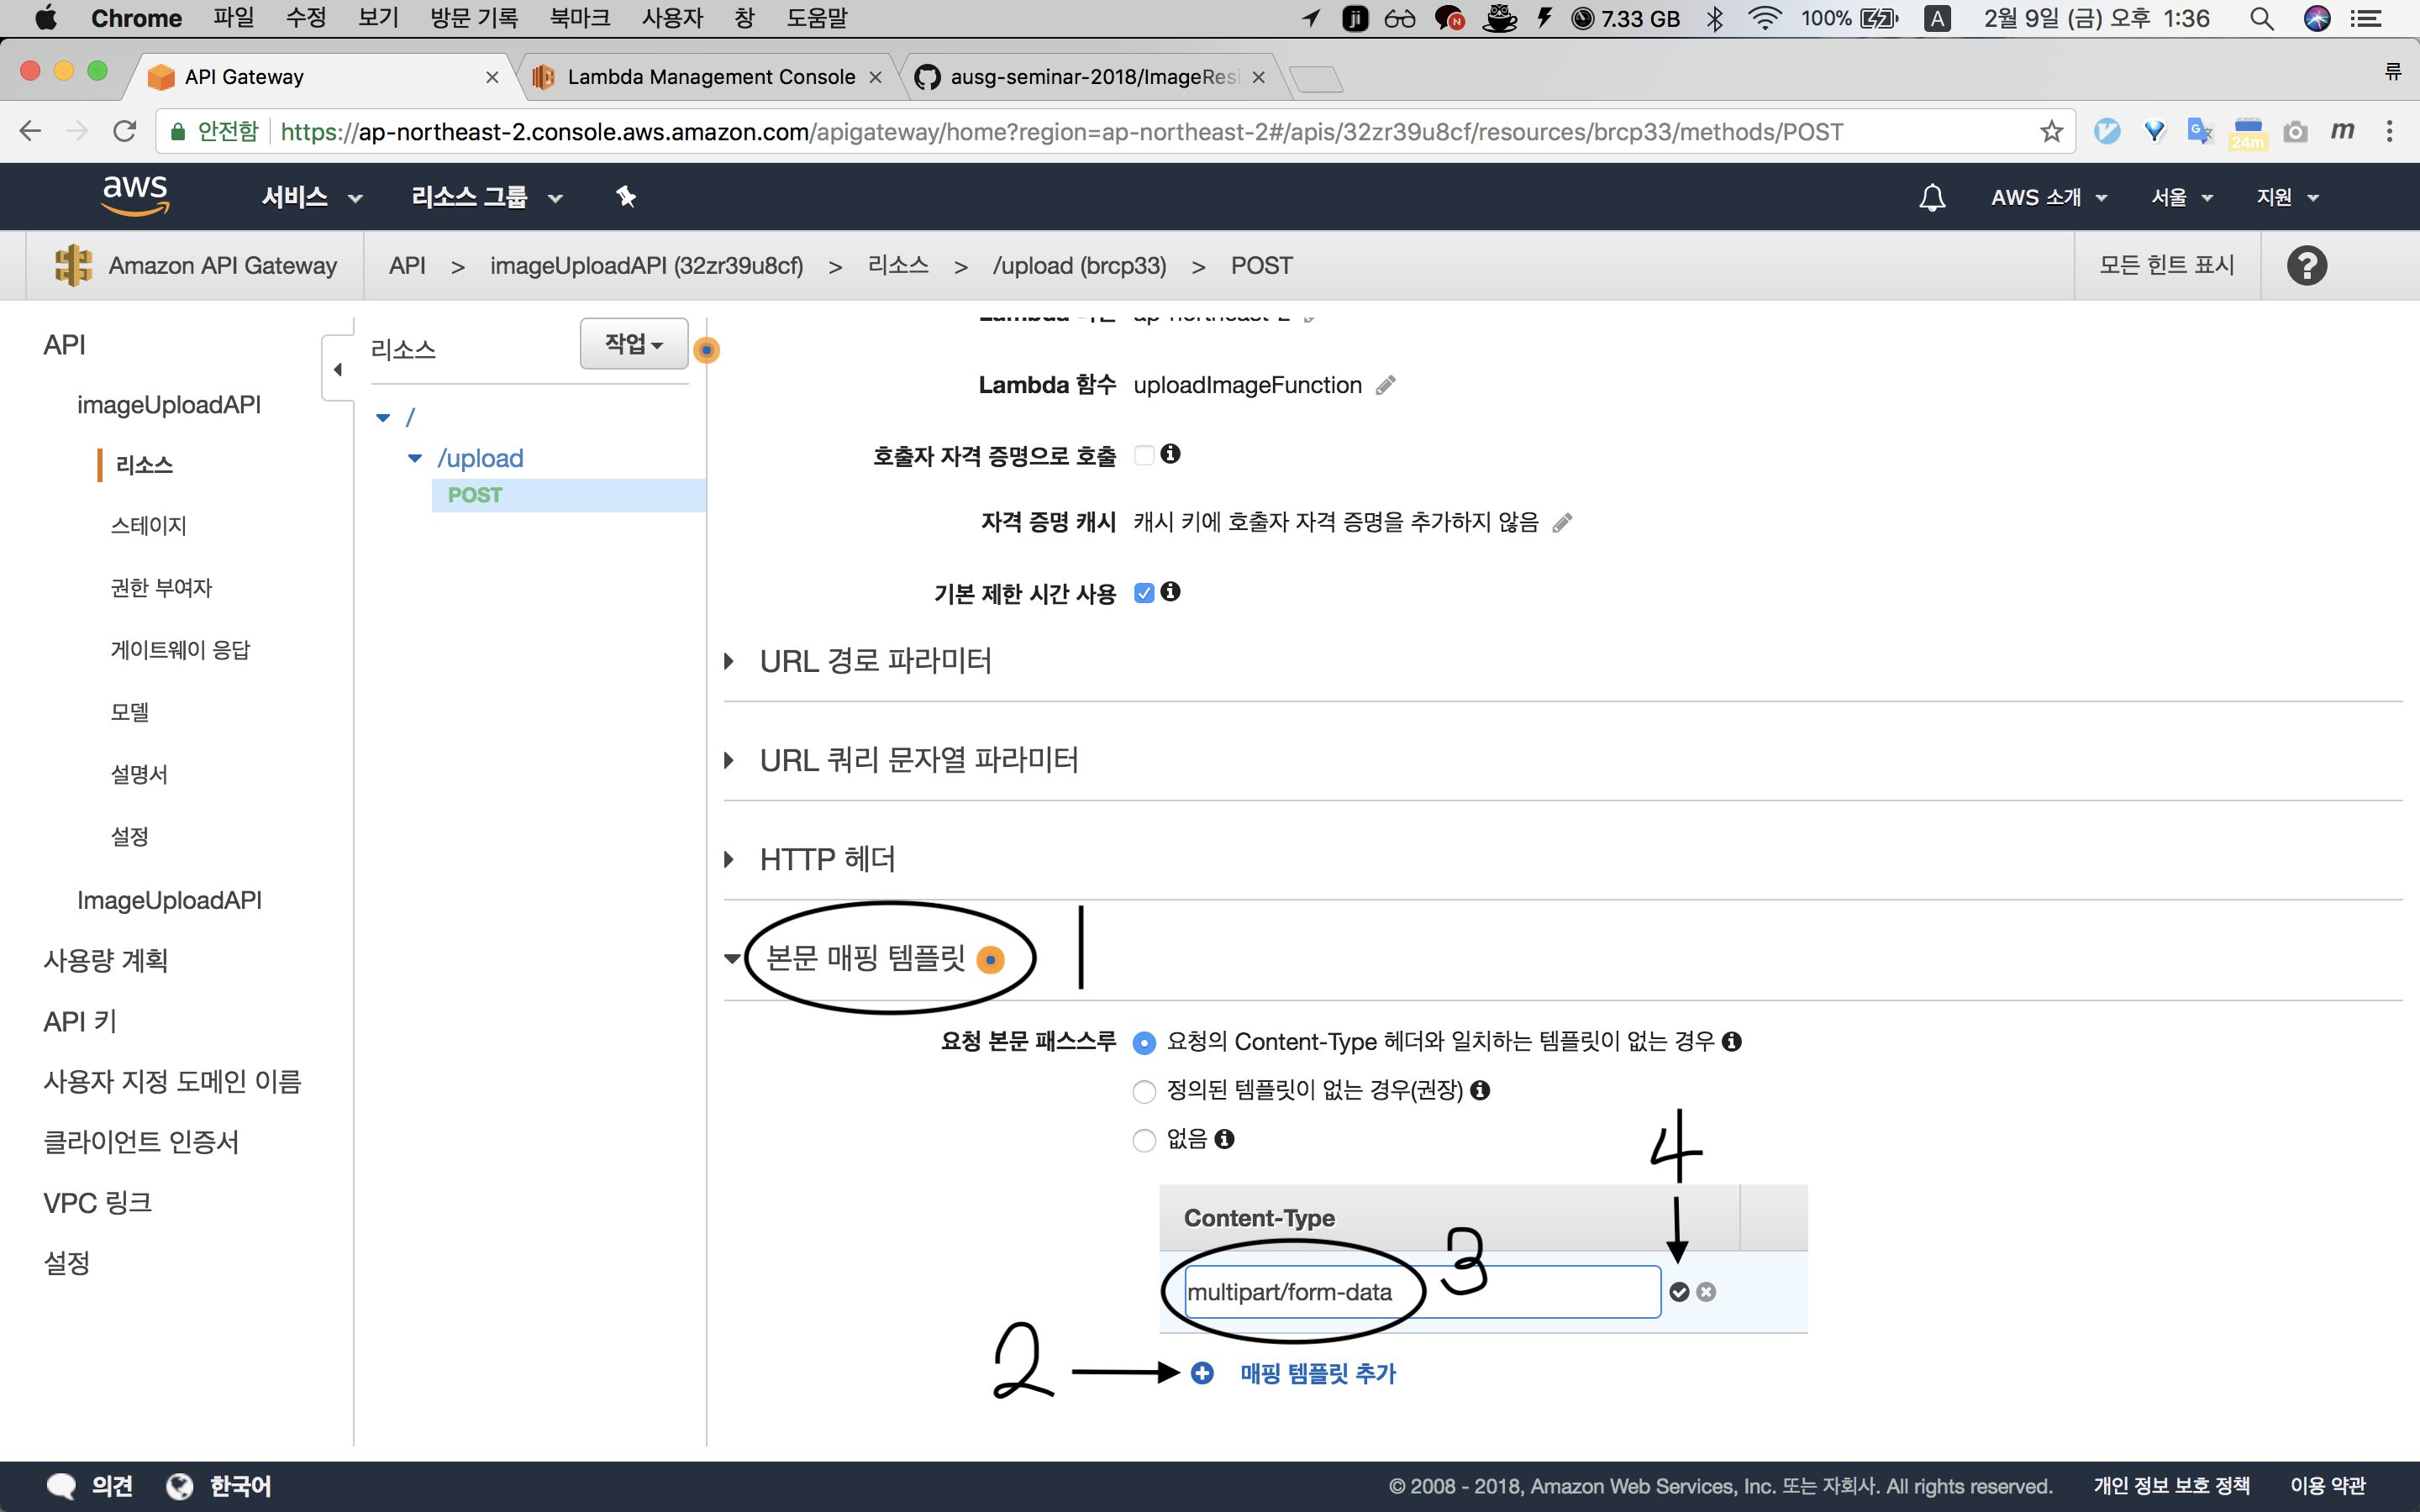 Chrome 파일 수정 보기 방문 기록 북마크 사용자 창 도움말 ji N 7.33 GB 100% A 2월 9일 (금) 오후 1:36
API Gateway Lambda Management Console ausg-seminar-2018/ImageResi 류
안전함 https://ap-northeast-2.console.aws.amazon.com/apigateway/home?region=ap-northeast-2#/apis/32zr39u8cf/resources/brcp33/methods/POST 24m m
aws 서비스 리소스 그룹 AWS 소개 서울 지원
Amazon API Gateway API > imageUploadAPI (32zr39u8cf) > 리소스 > /upload (brcp33) > POST 모든 힌트 표시 ?
API
imageUploadAPI
리소스
스테이지
권한 부여자
게이트웨이 응답
모델
설명서
설정
ImageUploadAPI
사용량 계획
API 키
사용자 지정 도메인 이름
클라이언트 인증서
VPC 링크
설정
리소스 작업
/
/upload
POST
Lambda ap-northeast-2
Lambda 함수 uploadImageFunction
호출자 자격 증명으로 호출
자격 증명 캐시 캐시 키에 호출자 자격 증명을 추가하지 않음
기본 제한 시간 사용
URL 경로 파라미터
URL 쿼리 문자열 파라미터
HTTP 헤더
본문 매핑 템플릿 1
요청 본문 패스스루 요청의 Content-Type 헤더와 일치하는 템플릿이 없는 경우
정의된 템플릿이 없는 경우(권장)
없음
4
Content-Type
multipart/form-data 3
2 매핑 템플릿 추가
의견 한국어 © 2008 - 2018, Amazon Web Services, Inc. 또는 자회사. All rights reserved. 개인 정보 보호 정책 이용 약관